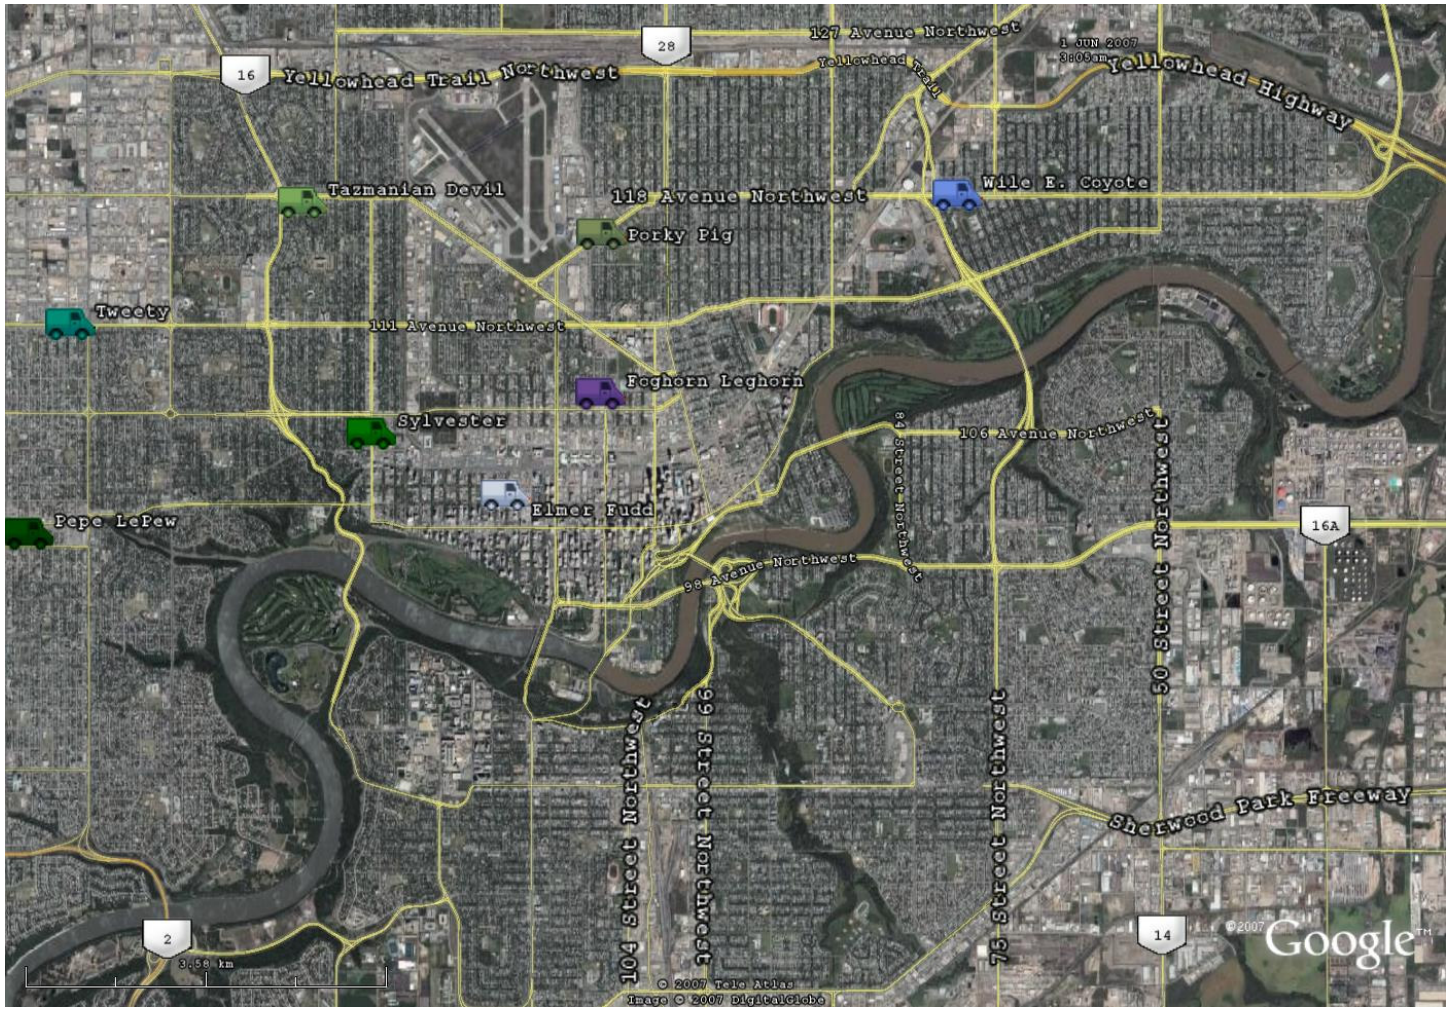 127 Avenue Northwest
28
1 JUN 2007
3:05am
16
Yellowhead Trail Northwest
Yellowhead Trail
Yellowhead Highway
Tazmanian Devil
118 Avenue Northwest
Wile E. Coyote
Porky Pig
Tweety
111 Avenue Northwest
Foghorn Leghorn
Sylvester
84 Street Northwest
106 Avenue Northwest
50 Street Northwest
Elmer Fudd
Pepe LePew
16A
98 Avenue Northwest
104 Street Northwest
99 Street Northwest
75 Street Northwest
Sherwood Park Freeway
2
14
©2007 Google™
3.58 km
© 2007 Tele Atlas
Image © 2007 DigitalGlobe